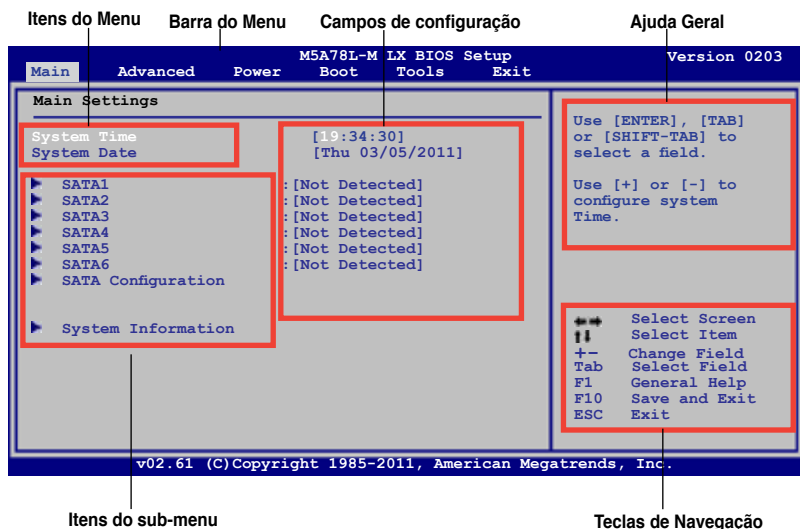 Itens do Menu Barra do Menu Campos de configuração Ajuda Geral
M5A78L-M LX BIOS Setup Version 0203
Main Advanced Power Boot Tools Exit
Main Settings
System Time [19:34:30]
System Date [Thu 03/05/2011]
SATA1 :[Not Detected]
SATA2 :[Not Detected]
SATA3 :[Not Detected]
SATA4 :[Not Detected]
SATA5 :[Not Detected]
SATA6 :[Not Detected]
SATA Configuration
System Information
Use [ENTER], [TAB]
or [SHIFT-TAB] to
select a field.
Use [+] or [-] to
configure system
Time.
Select Screen
Select Item
+- Change Field
Tab Select Field
F1 General Help
F10 Save and Exit
ESC Exit
v02.61 (C)Copyright 1985-2011, American Megatrends, Inc.
Itens do sub-menu Teclas de Navegação